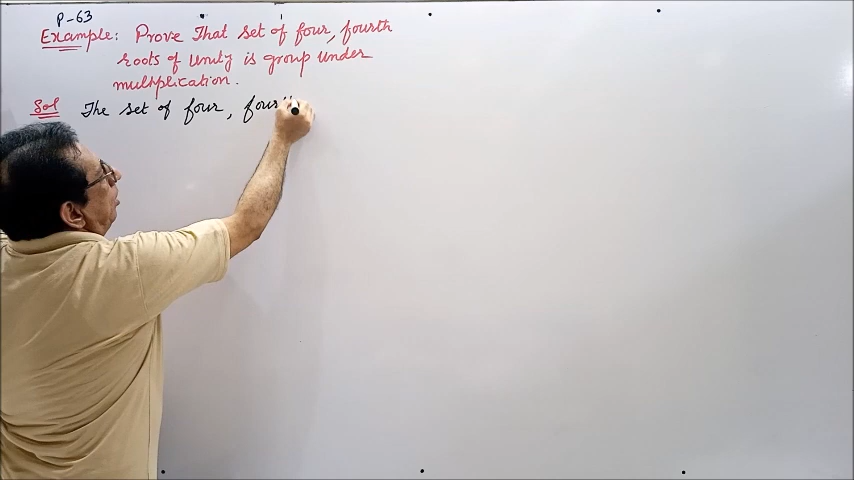 P-63
Example: Prove That set of four, fourth
roots of Unity is group under
multiplication.
Sol The set of four, fourth